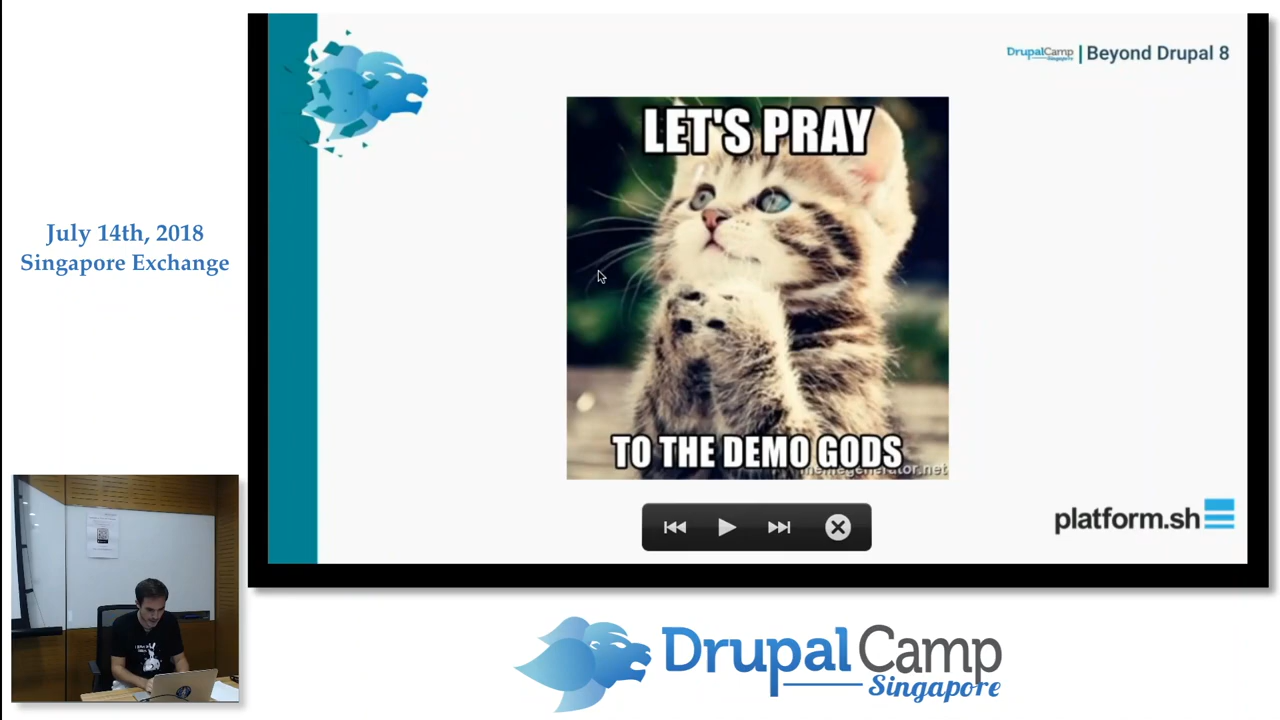 DrupalCamp
Singapore
| Beyond Drupal 8
LET'S PRAY
TO THE DEMO GODS
memegenerator.net
platform.sh
July 14th, 2018
Singapore Exchange
DrupalCamp
Singapore